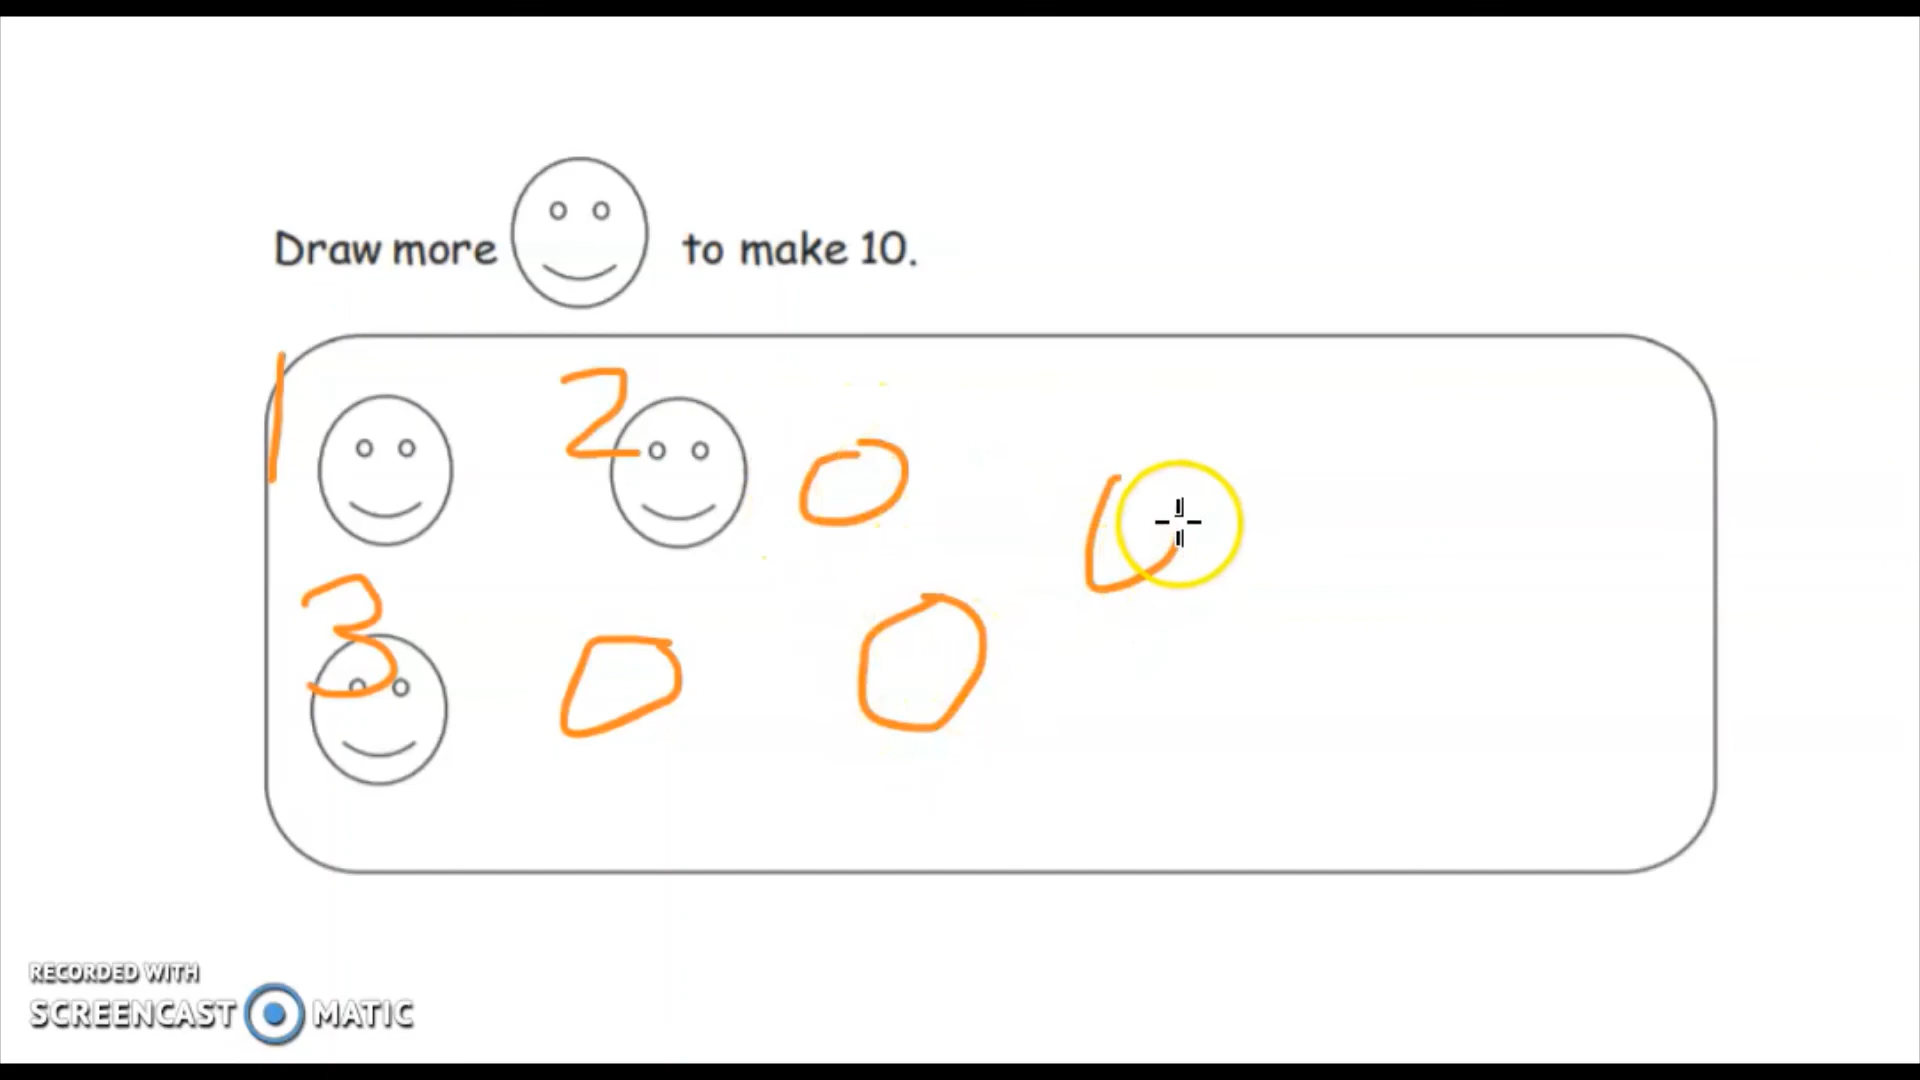 Draw more to make 10.
1 2
3
RECORDED WITH
SCREENCAST MATIC